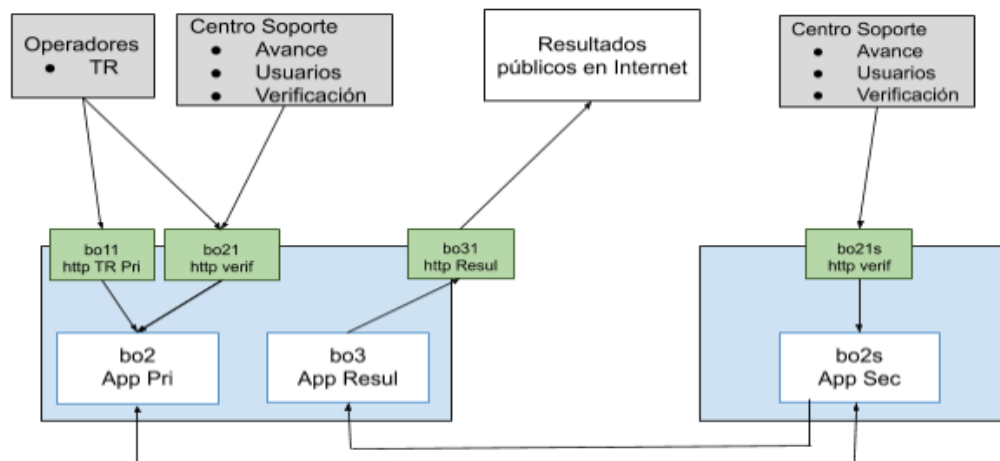 Operadores
● TR
Centro Soporte
● Avance
● Usuarios
● Verificación
Resultados
públicos en Internet
Centro Soporte
● Avance
● Usuarios
● Verificación
bo11
http TR Pri
bo21
http verif
bo31
http Resul
bo21s
http verif
bo2
App Pri
bo3
App Resul
bo2s
App Sec